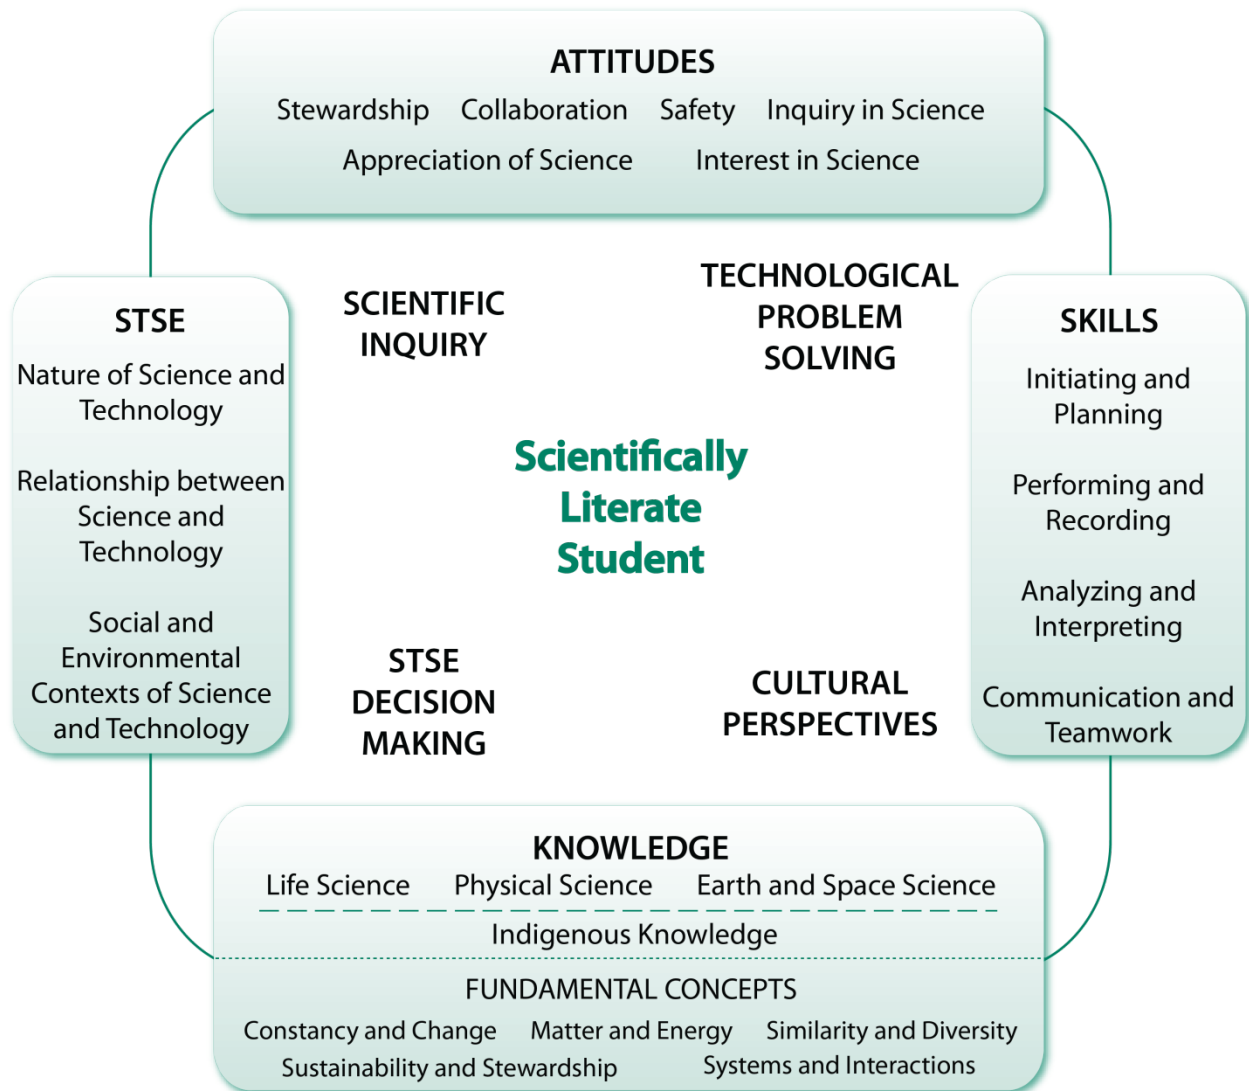 ATTITUDES
Stewardship Collaboration Safety Inquiry in Science
Appreciation of Science Interest in Science
STSE
Nature of Science and
Technology
Relationship between
Science and
Technology
Social and
Environmental
Contexts of Science
and Technology
SCIENTIFIC
INQUIRY
TECHNOLOGICAL
PROBLEM
SOLVING
Scientifically
Literate
Student
STSE
DECISION
MAKING
CULTURAL
PERSPECTIVES
SKILLS
Initiating and
Planning
Performing and
Recording
Analyzing and
Interpreting
Communication and
Teamwork
KNOWLEDGE
Life Science Physical Science Earth and Space Science
Indigenous Knowledge
FUNDAMENTAL CONCEPTS
Constancy and Change Matter and Energy Similarity and Diversity
Sustainability and Stewardship Systems and Interactions